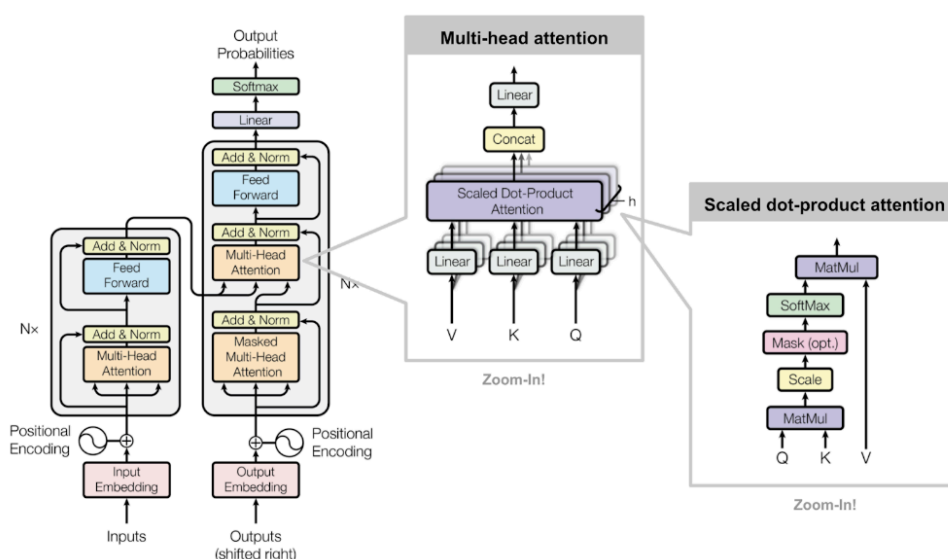 Output
Probabilities
Softmax
Linear
Add & Norm
Feed
Forward
Add & Norm
Multi-Head
Attention
Add & Norm
Masked
Multi-Head
Attention
Nx
Positional
Encoding
Output
Embedding
Outputs
(shifted right)
Add & Norm
Feed
Forward
Nx
Add & Norm
Multi-Head
Attention
Positional
Encoding
Input
Embedding
Inputs
Multi-head attention
Linear
Concat
Scaled Dot-Product
Attention
h
Linear
Linear
Linear
V
K
Q
Zoom-In!
Scaled dot-product attention
MatMul
SoftMax
Mask (opt.)
Scale
MatMul
Q
K
V
Zoom-In!